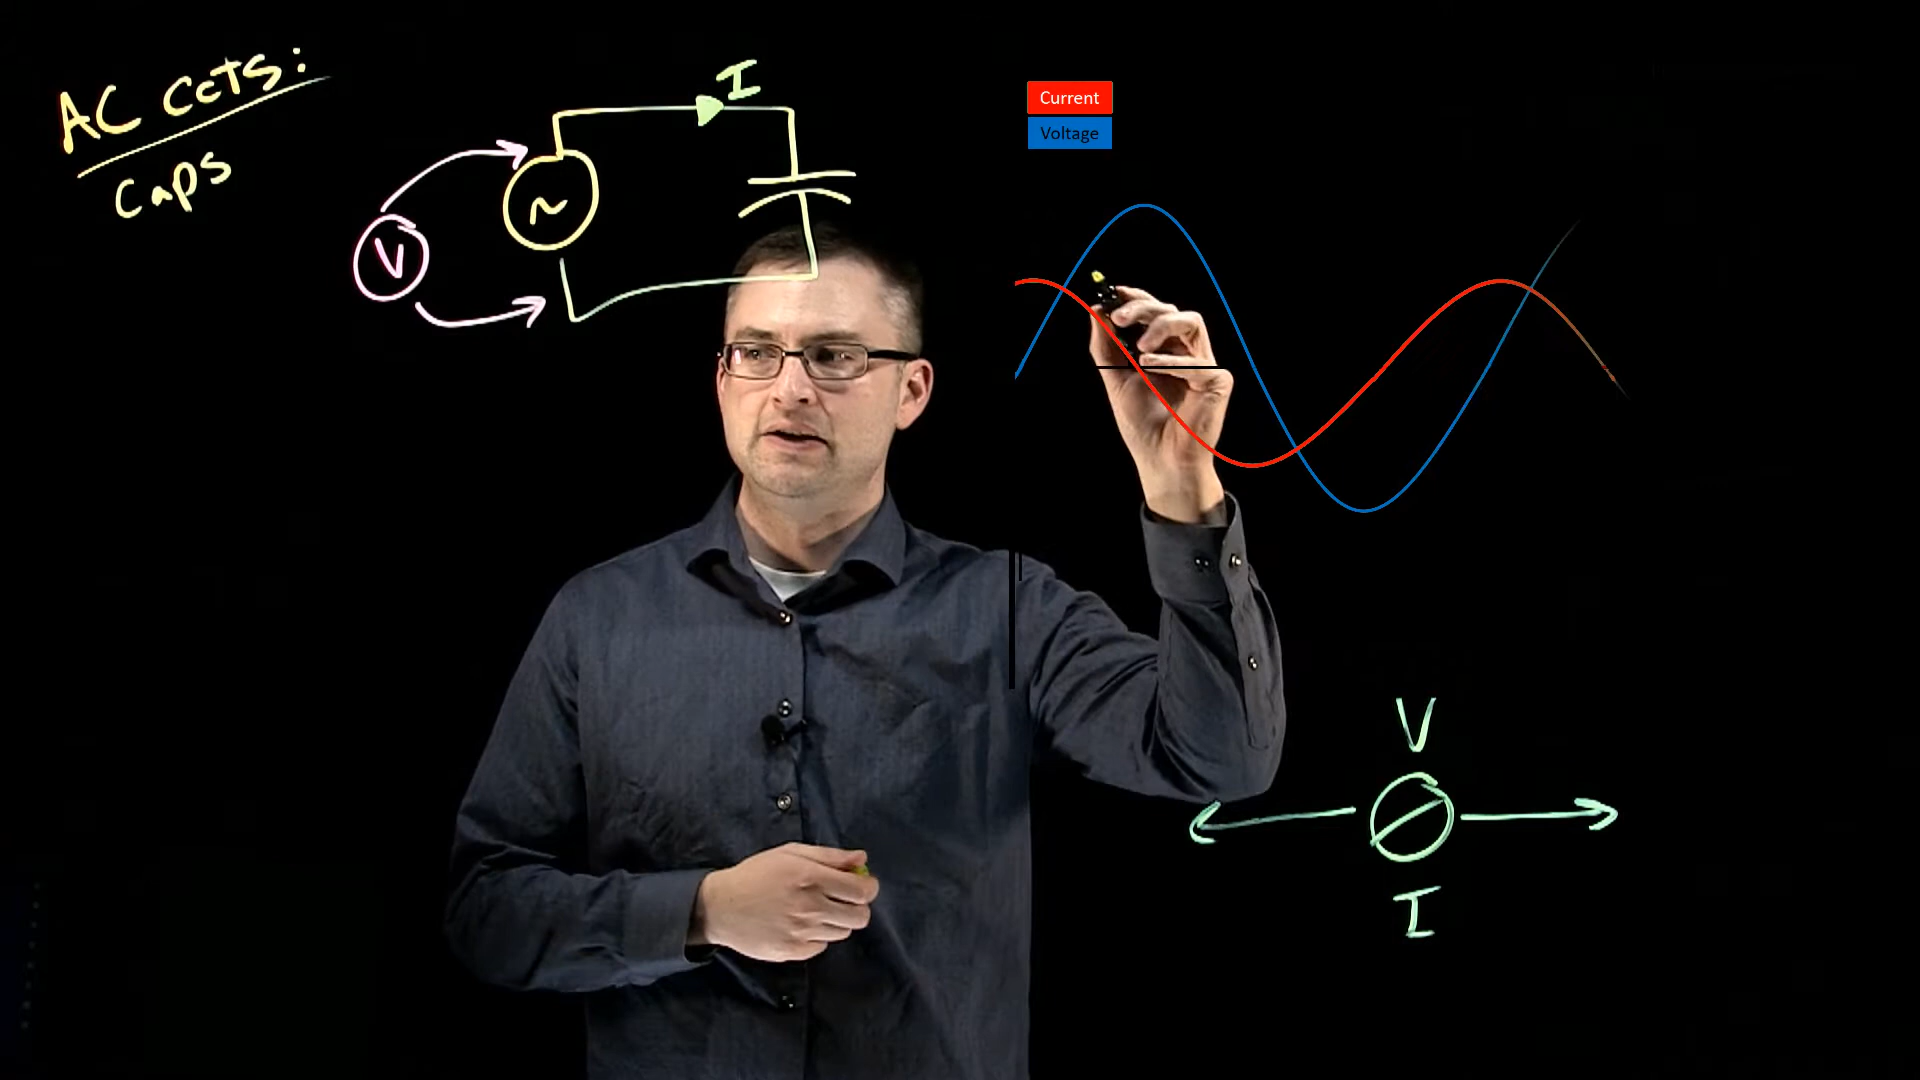 AC ccts:
caps
I
V
~
Current
Voltage
V
I